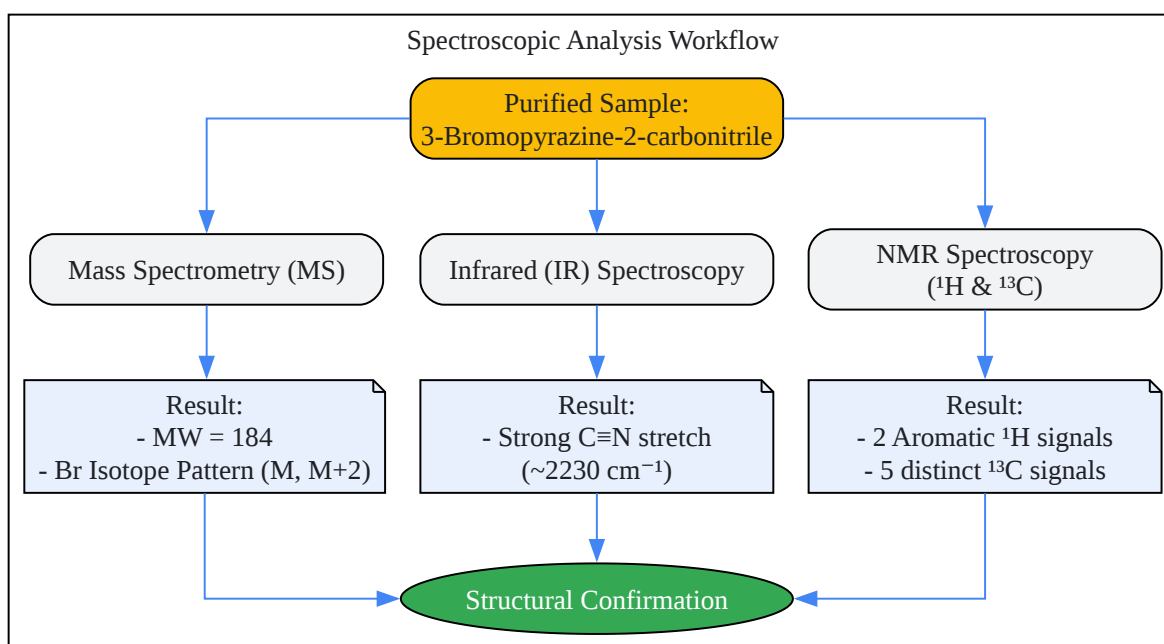 Spectroscopic Analysis Workflow
Purified Sample:
3-Bromopyrazine-2-carbonitrile
Mass Spectrometry (MS)
Infrared (IR) Spectroscopy
NMR Spectroscopy
(¹H & ¹³C)
Result:
- MW = 184
- Br Isotope Pattern (M, M+2)
Result:
- Strong C≡N stretch
(~2230 cm⁻¹)
Result:
- 2 Aromatic ¹H signals
- 5 distinct ¹³C signals
Structural Confirmation